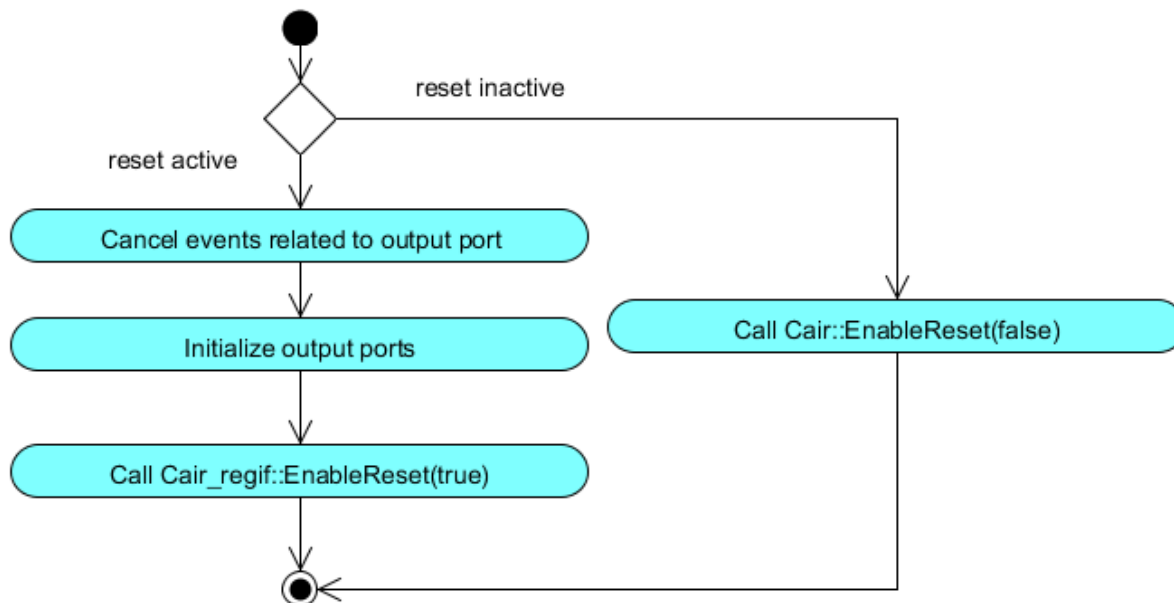 reset inactive
reset active
Cancel events related to output port
Initialize output ports
Call Cair::EnableReset(false)
Call Cair_regif::EnableReset(true)